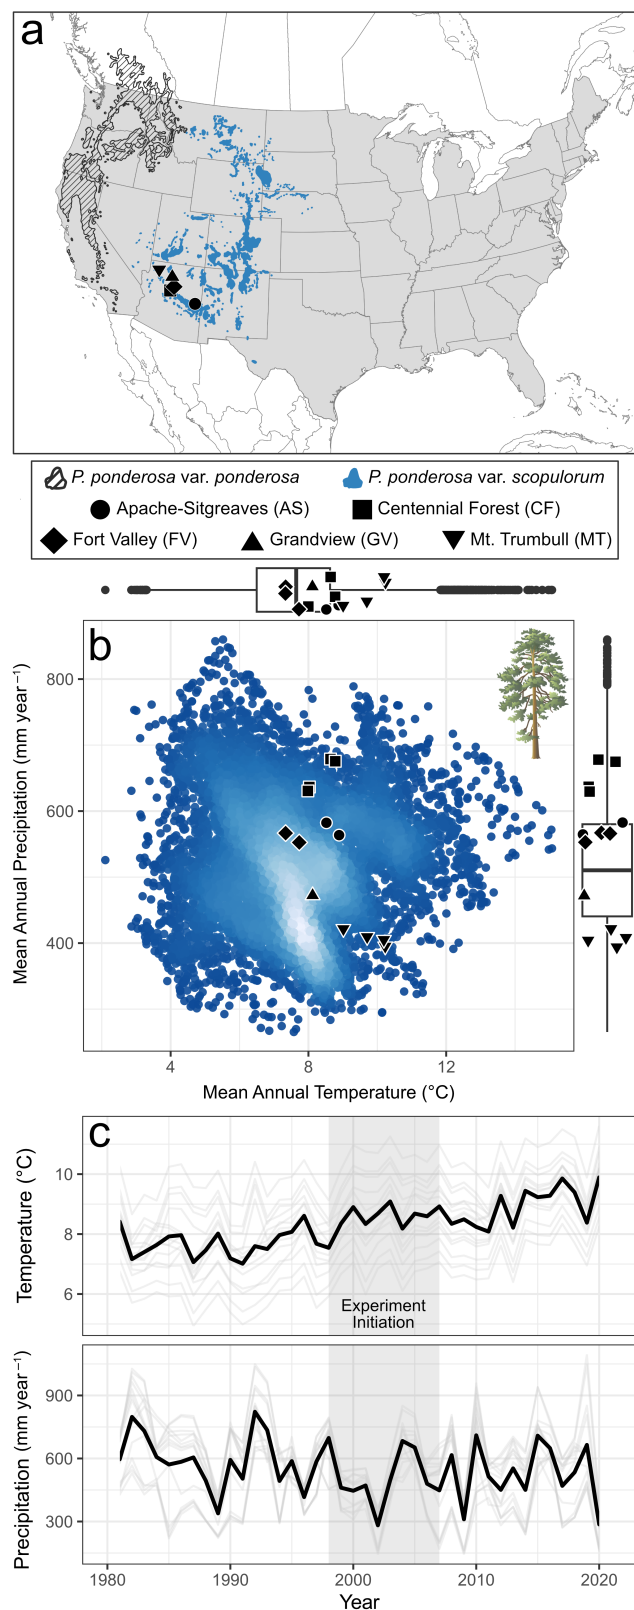 a
P. ponderosa var. ponderosa P. ponderosa var. scopulorum
Apache-Sitgreaves (AS) Centennial Forest (CF)
Fort Valley (FV) Grandview (GV) Mt. Trumbull (MT)
b
Mean Annual Precipitation (mm year⁻¹)
800
600
400
4 8 12
Mean Annual Temperature (°C)
c
Temperature (°C)
10
8
6
Experiment
Initiation
Precipitation (mm year⁻¹)
900
600
300
1980 1990 2000 2010 2020
Year